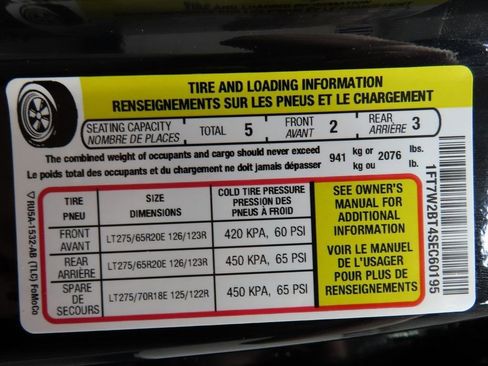 TIRE AND LOADING INFORMATION
RENSEIGNEMENTS SUR LES PNEUS ET LE CHARGEMENT
SEATING CAPACITY TOTAL 5 FRONT 2 REAR 3
NOMBRE DE PLACES AVANT ARRIÈRE
The combined weight of occupants and cargo should never exceed 941 kg or 2076 lbs.
Le poids total des occupants et du chargement ne doit jamais dépasser kg ou lb.
TIRE SIZE COLD TIRE PRESSURE
PNEU DIMENSIONS PRESSION DES PNEUS À FROID
FRONT AVANT LT275/65R20E 126/123R 420 KPA, 60 PSI
REAR ARRIÈRE LT275/65R20E 126/123R 450 KPA, 65 PSI
SPARE DE SECOURS LT275/70R18E 125/122R 450 KPA, 65 PSI
SEE OWNER'S
MANUAL FOR
ADDITIONAL
INFORMATION
VOIR LE MANUEL
DE L'USAGER
POUR PLUS DE
RENSEIGNEMENTS
RU5A-1532-AB (TLC) FoMoCo
1FT7W2BT4SEC60195